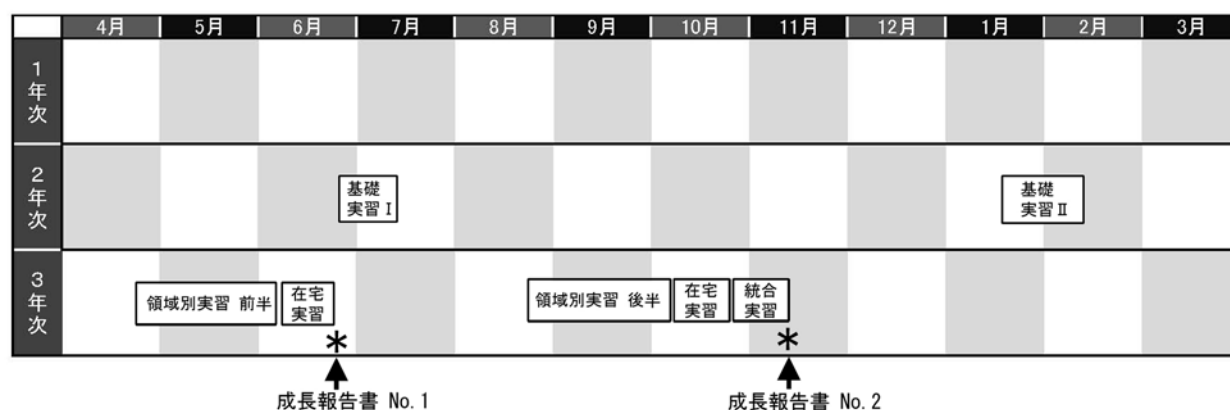 4月 5月 6月 7月 8月 9月 10月 11月 12月 1月 2月 3月
1年次
2年次
基礎
実習Ⅰ
基礎
実習Ⅱ
3年次
領域別実習 前半
在宅
実習
領域別実習 後半
在宅
実習
統合
実習
*
*
成長報告書 No.1
成長報告書 No.2